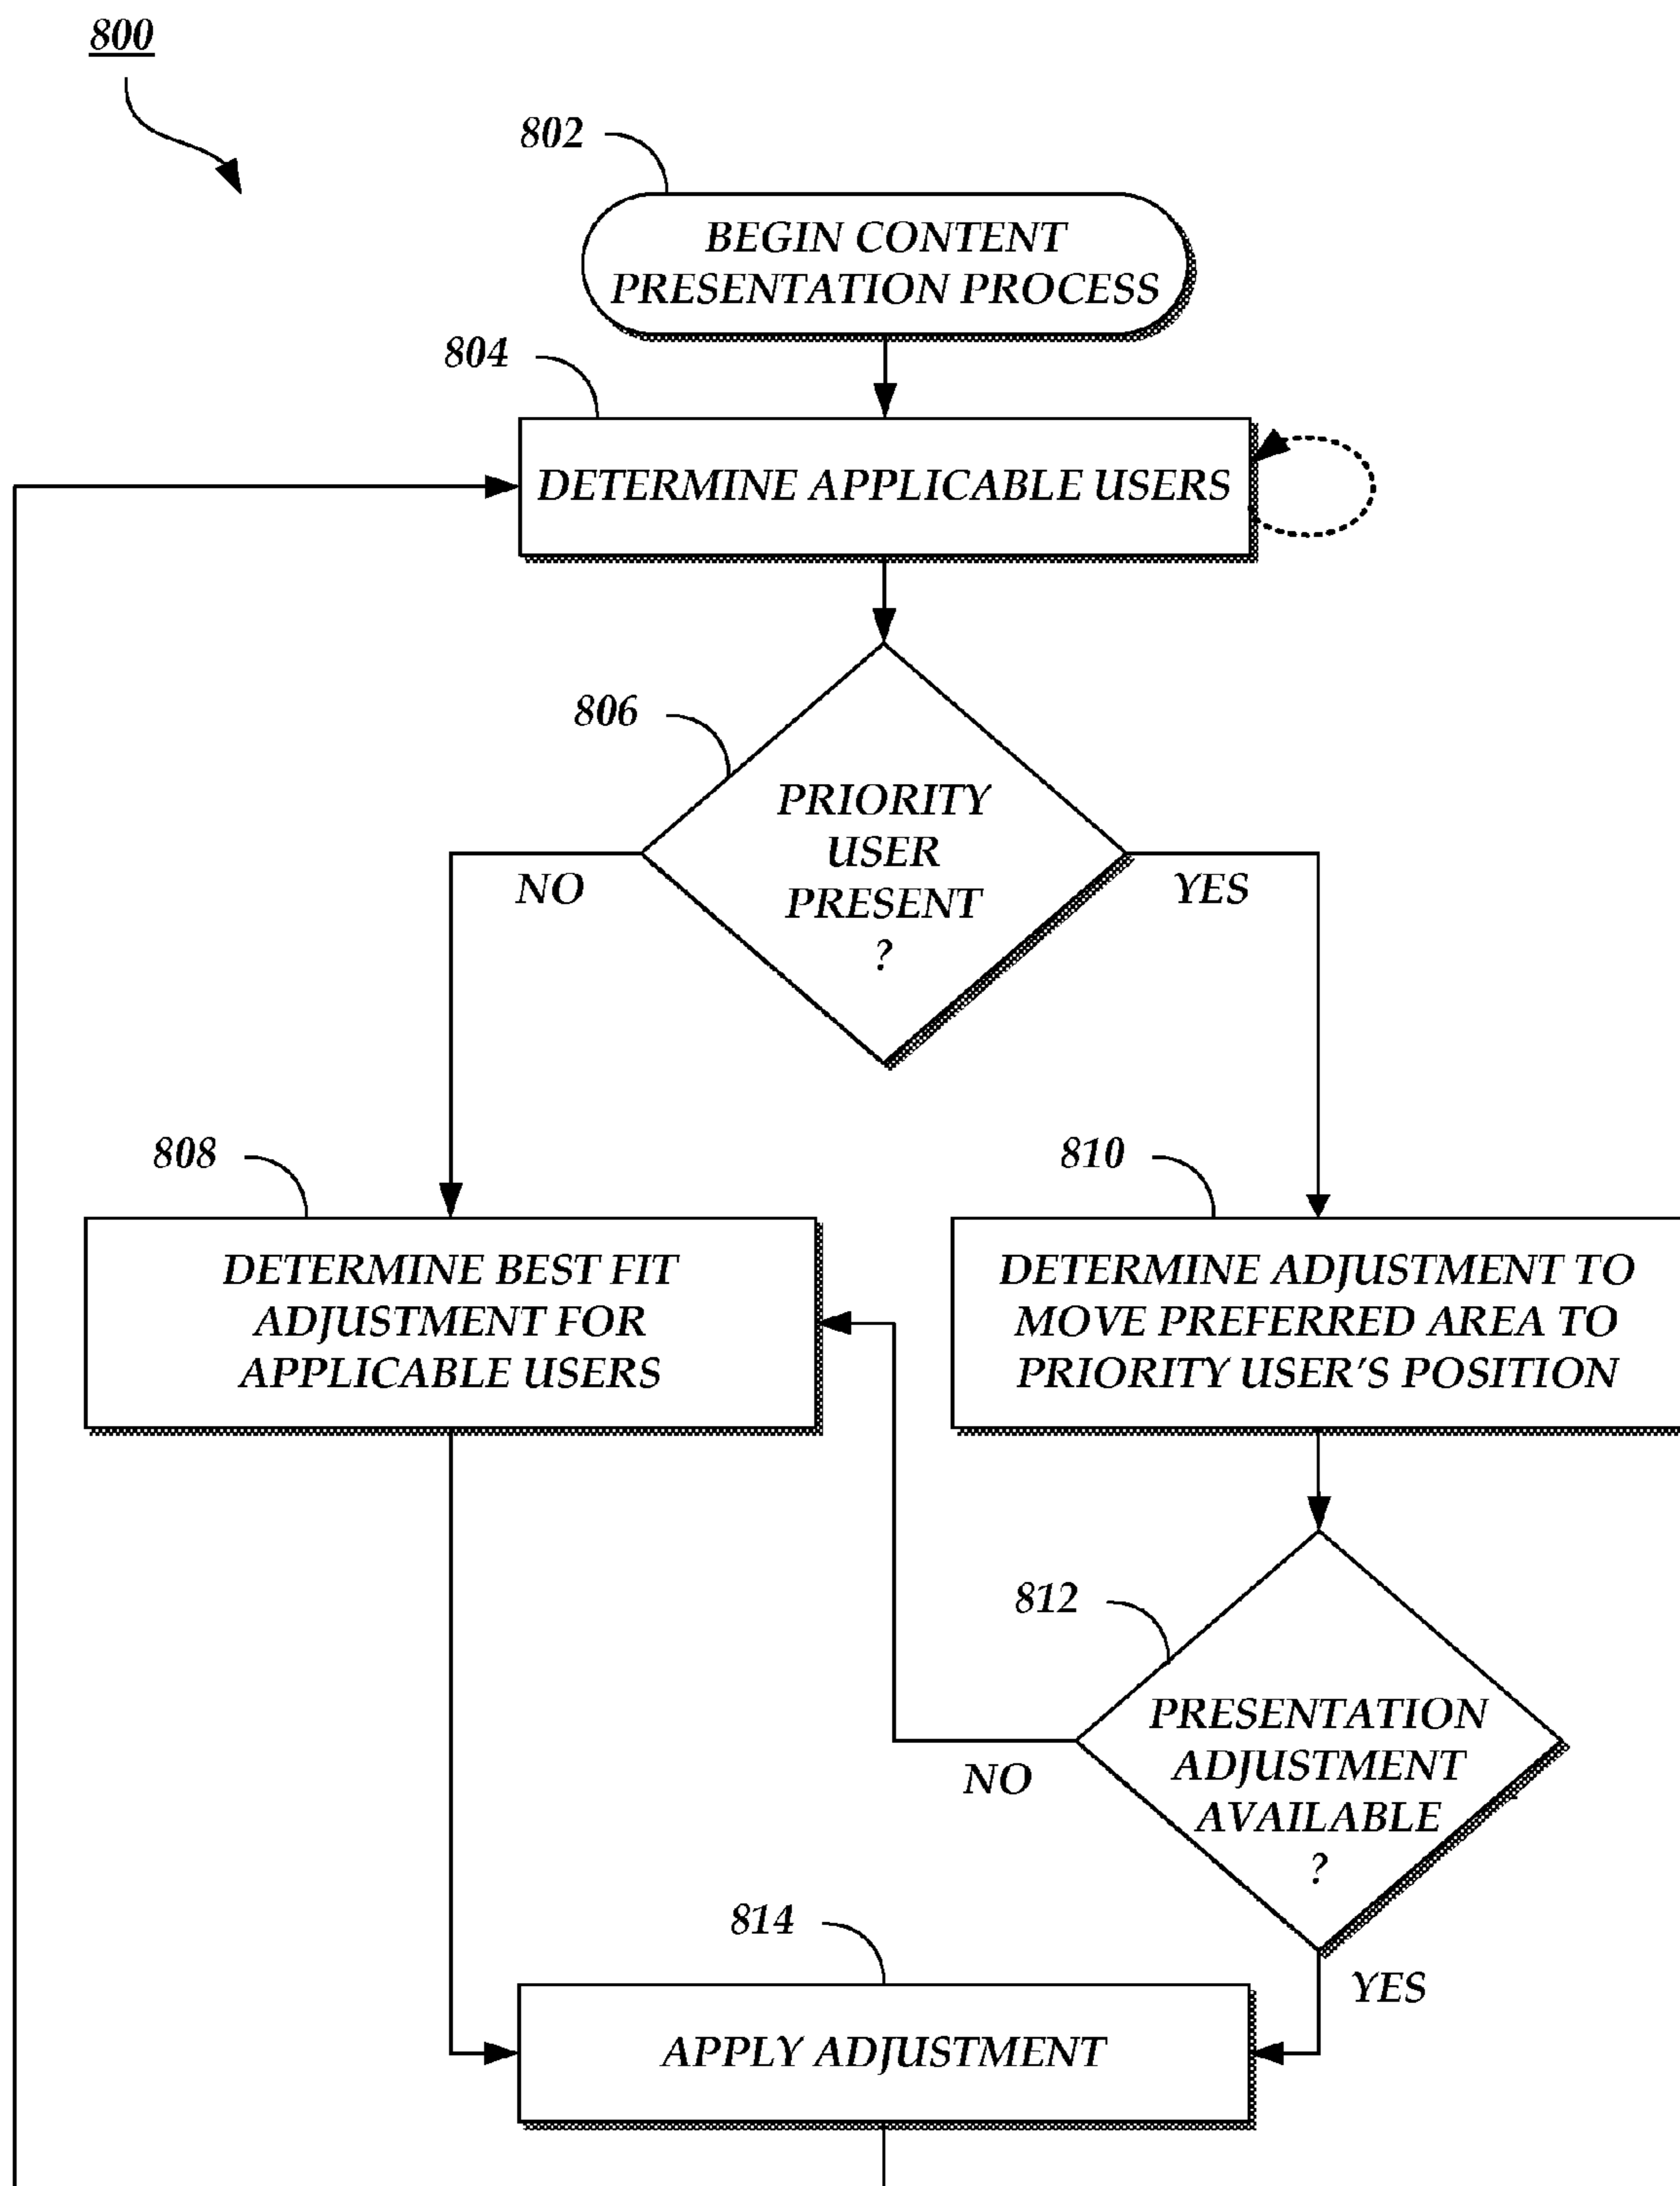 800
802
BEGIN CONTENT
PRESENTATION PROCESS
804
DETERMINE APPLICABLE USERS
806
PRIORITY
USER
PRESENT
?
NO
YES
808
DETERMINE BEST FIT
ADJUSTMENT FOR
APPLICABLE USERS
810
DETERMINE ADJUSTMENT TO
MOVE PREFERRED AREA TO
PRIORITY USER'S POSITION
812
PRESENTATION
ADJUSTMENT
AVAILABLE
?
NO
YES
814
APPLY ADJUSTMENT